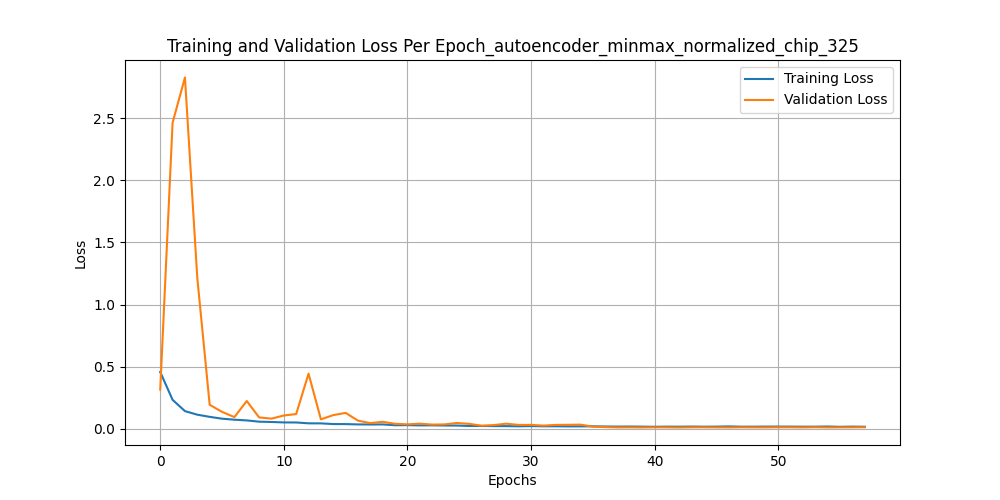 Training and Validation Loss Per Epoch_autoencoder_minmax_normalized_chip_325
Training Loss
Validation Loss
2.5
2.0
1.5
1.0
0.5
0.0
Loss
0
10
20
30
40
50
Epochs